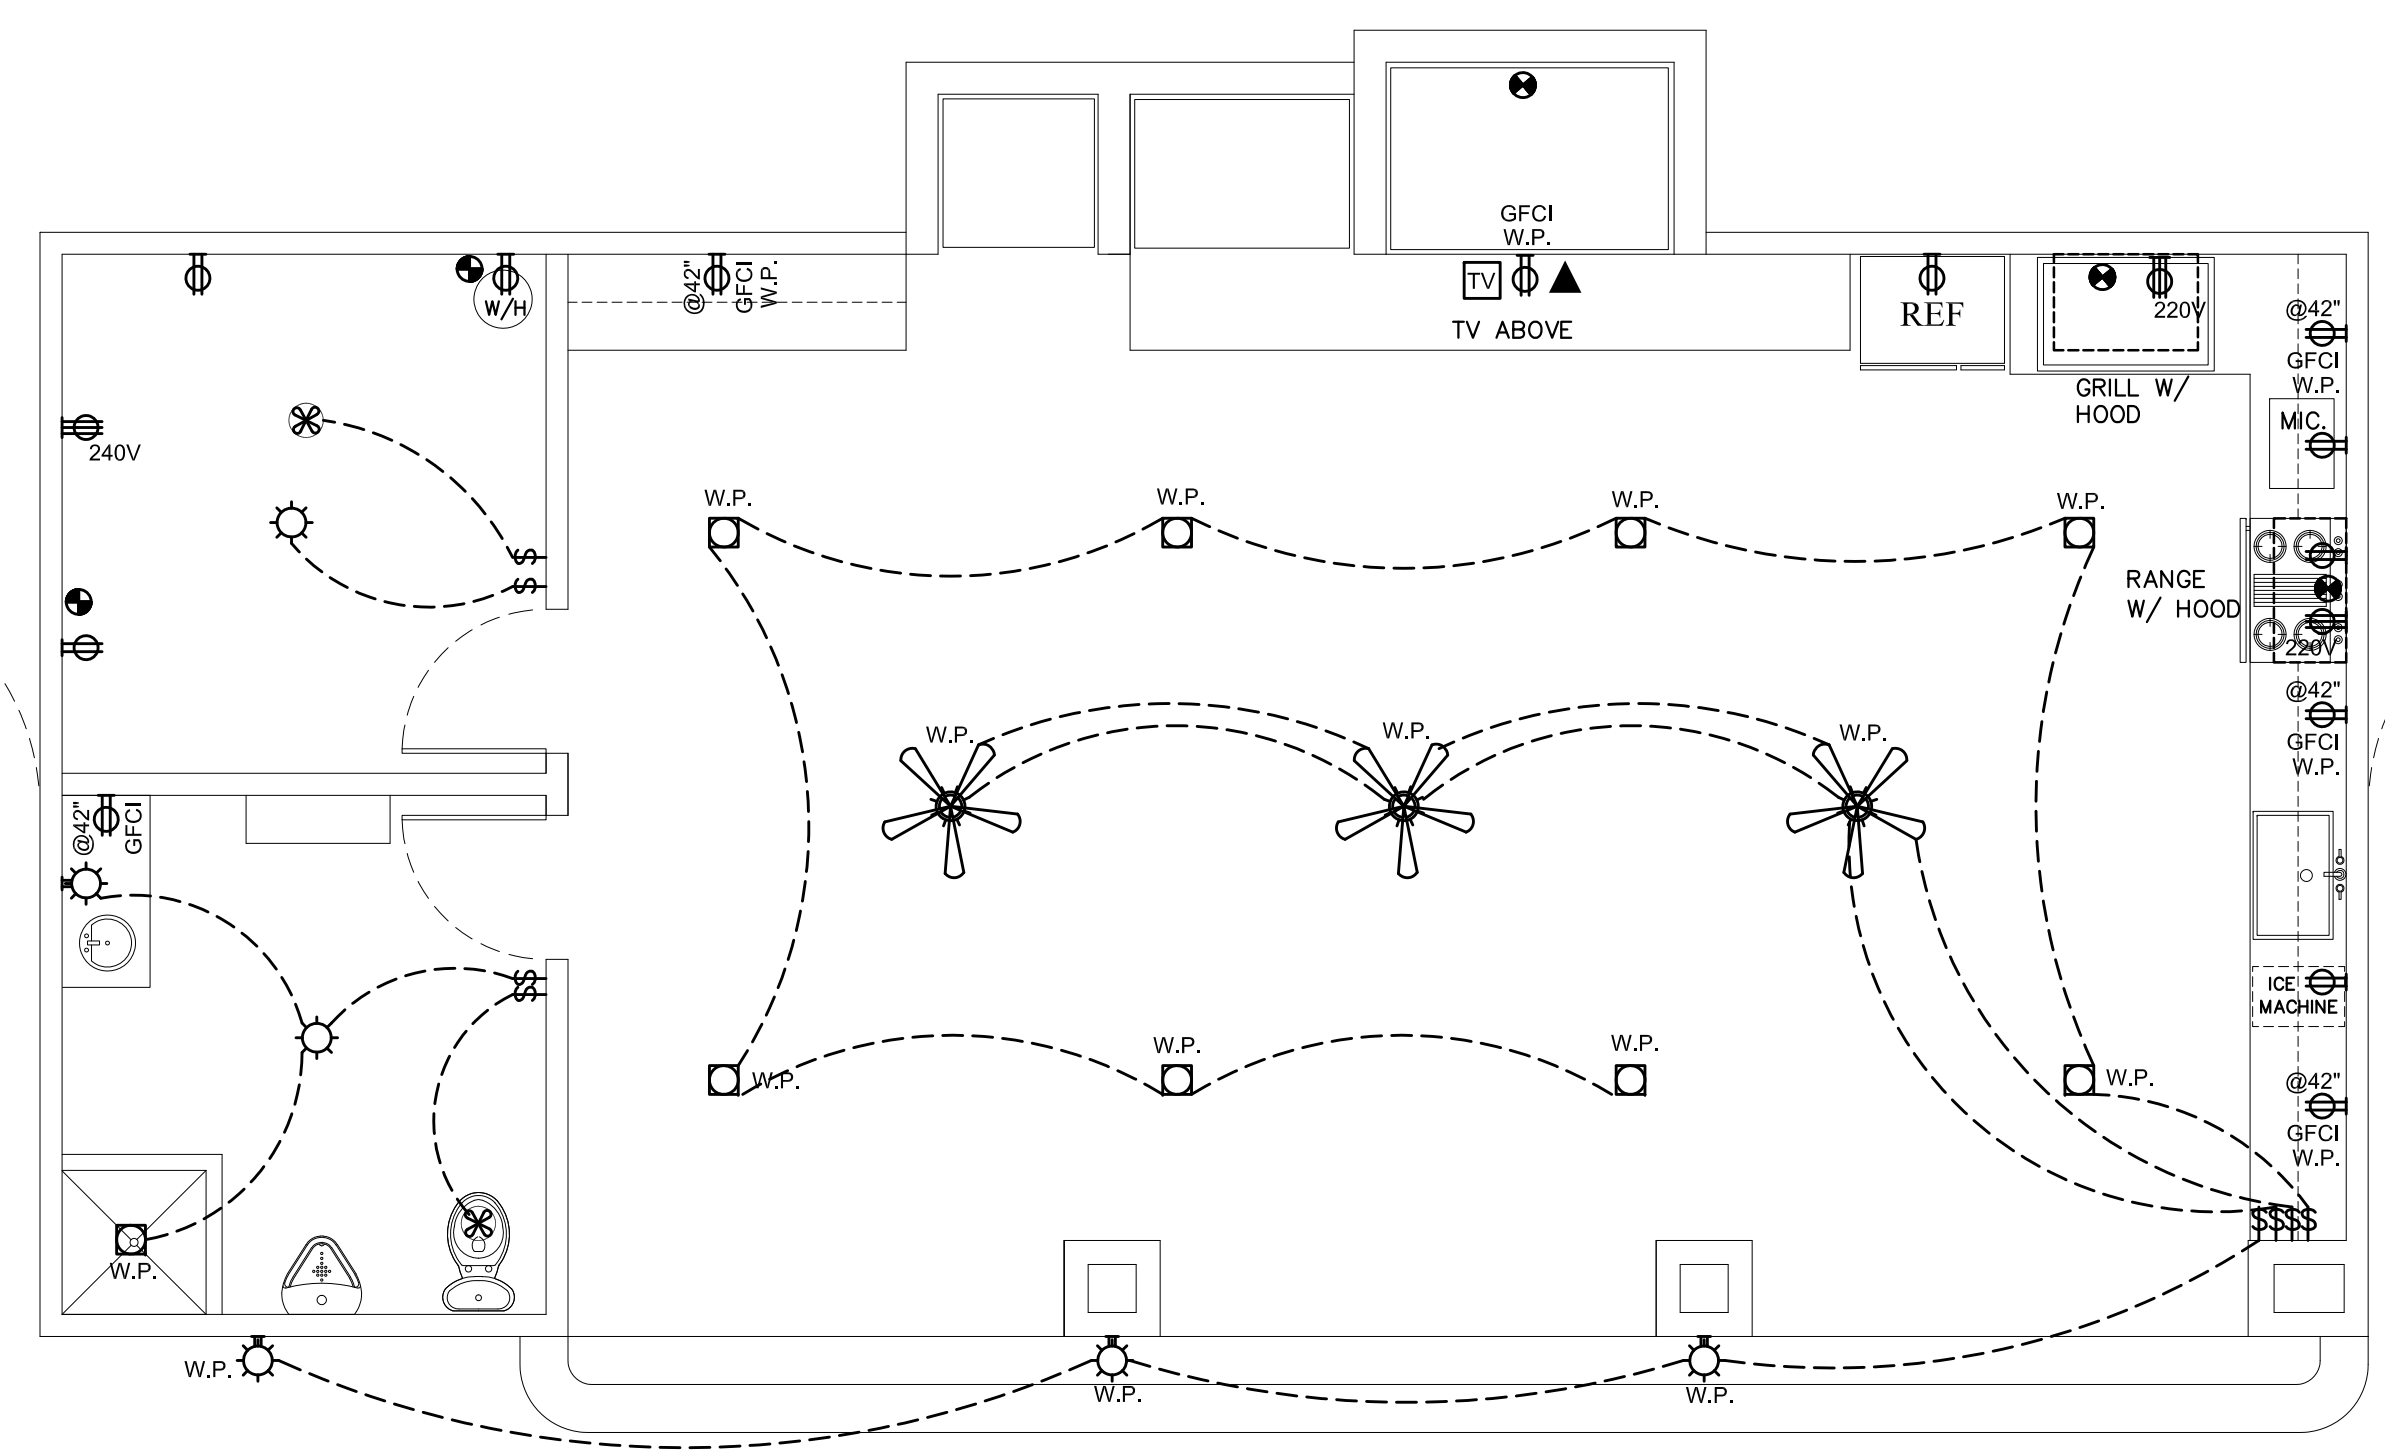 GFCI
W.P.
W/H
@42"
GFCI
W.P.
TV
TV ABOVE
REF
220V
GRILL W/
HOOD
@42"
GFCI
W.P.
MIC.
240V
W.P.
W.P.
W.P.
W.P.
RANGE
W/ HOOD
220V
@42"
GFCI
W.P.
W.P.
W.P.
W.P.
@42"
GFCI
$
$
$
$
ICE
MACHINE
W.P.
W.P.
W.P.
W.P.
@42"
GFCI
W.P.
$$$$
W.P.
W.P.
W.P.
W.P.